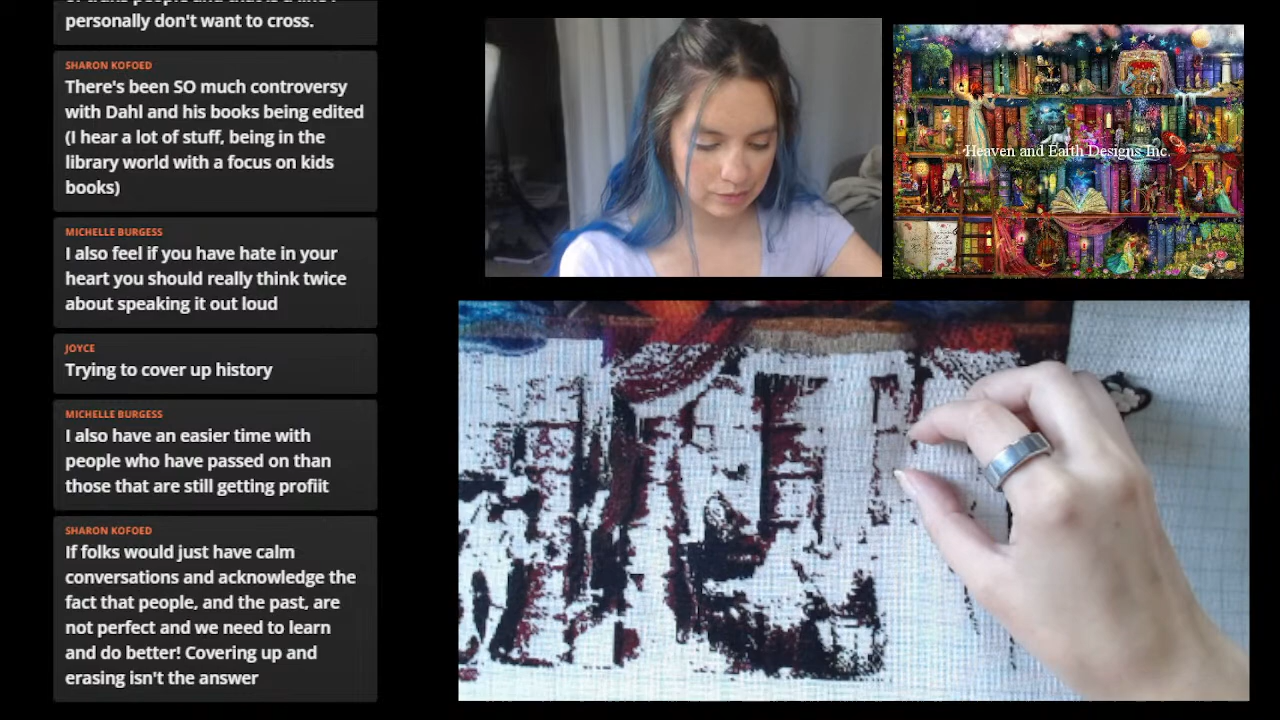 personally don't want to cross.
SHARON KOFOED
There's been SO much controversy
with Dahl and his books being edited
(I hear a lot of stuff, being in the
library world with a focus on kids
books)
MICHELLE BURGESS
I also feel if you have hate in your
heart you should really think twice
about speaking it out loud
JOYCE
Trying to cover up history
MICHELLE BURGESS
I also have an easier time with
people who have passed on than
those that are still getting profiit
SHARON KOFOED
If folks would just have calm
conversations and acknowledge the
fact that people, and the past, are
not perfect and we need to learn
and do better! Covering up and
erasing isn't the answer
Heaven and Earth Designs Inc.